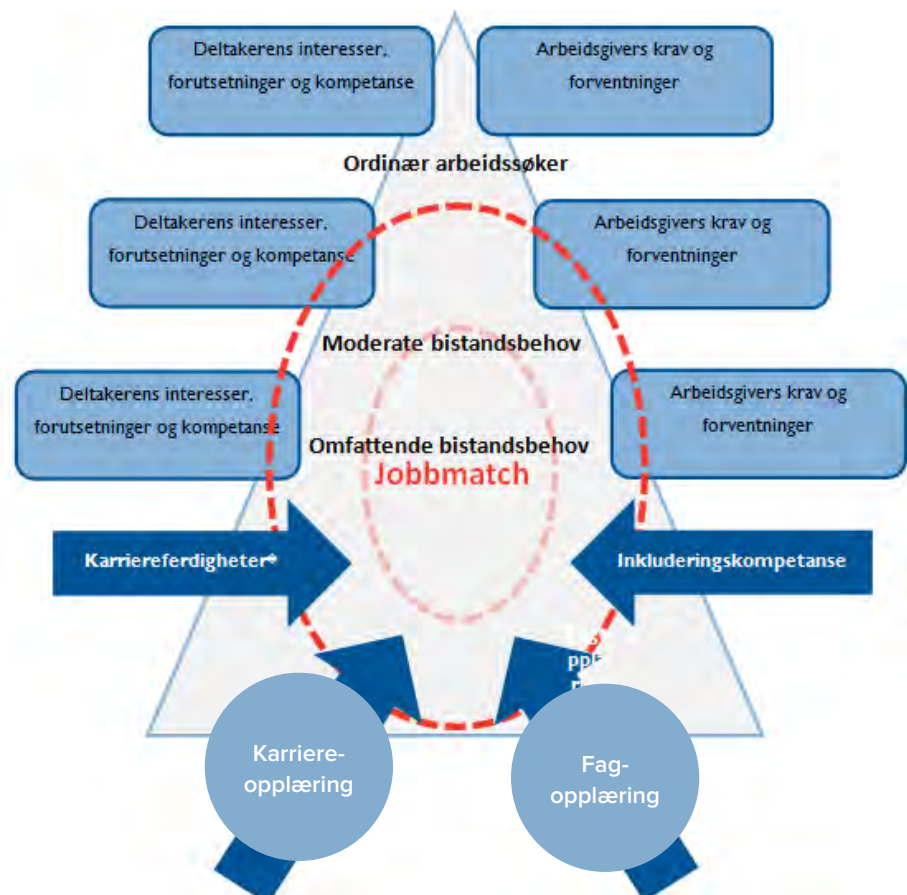 Deltakerens interesser,
forutsetninger og kompetanse
Arbeidsgivers krav og
forventninger
Ordinær arbeidssøker
Deltakerens interesser,
forutsetninger og kompetanse
Arbeidsgivers krav og
forventninger
Moderate bistandsbehov
Deltakerens interesser,
forutsetninger og kompetanse
Arbeidsgivers krav og
forventninger
Omfattende bistandsbehov
Jobbmatch
Karriereferdigheter*
Inkluderingskompetanse
Karriere-
opplæring
Fag-
opplæring